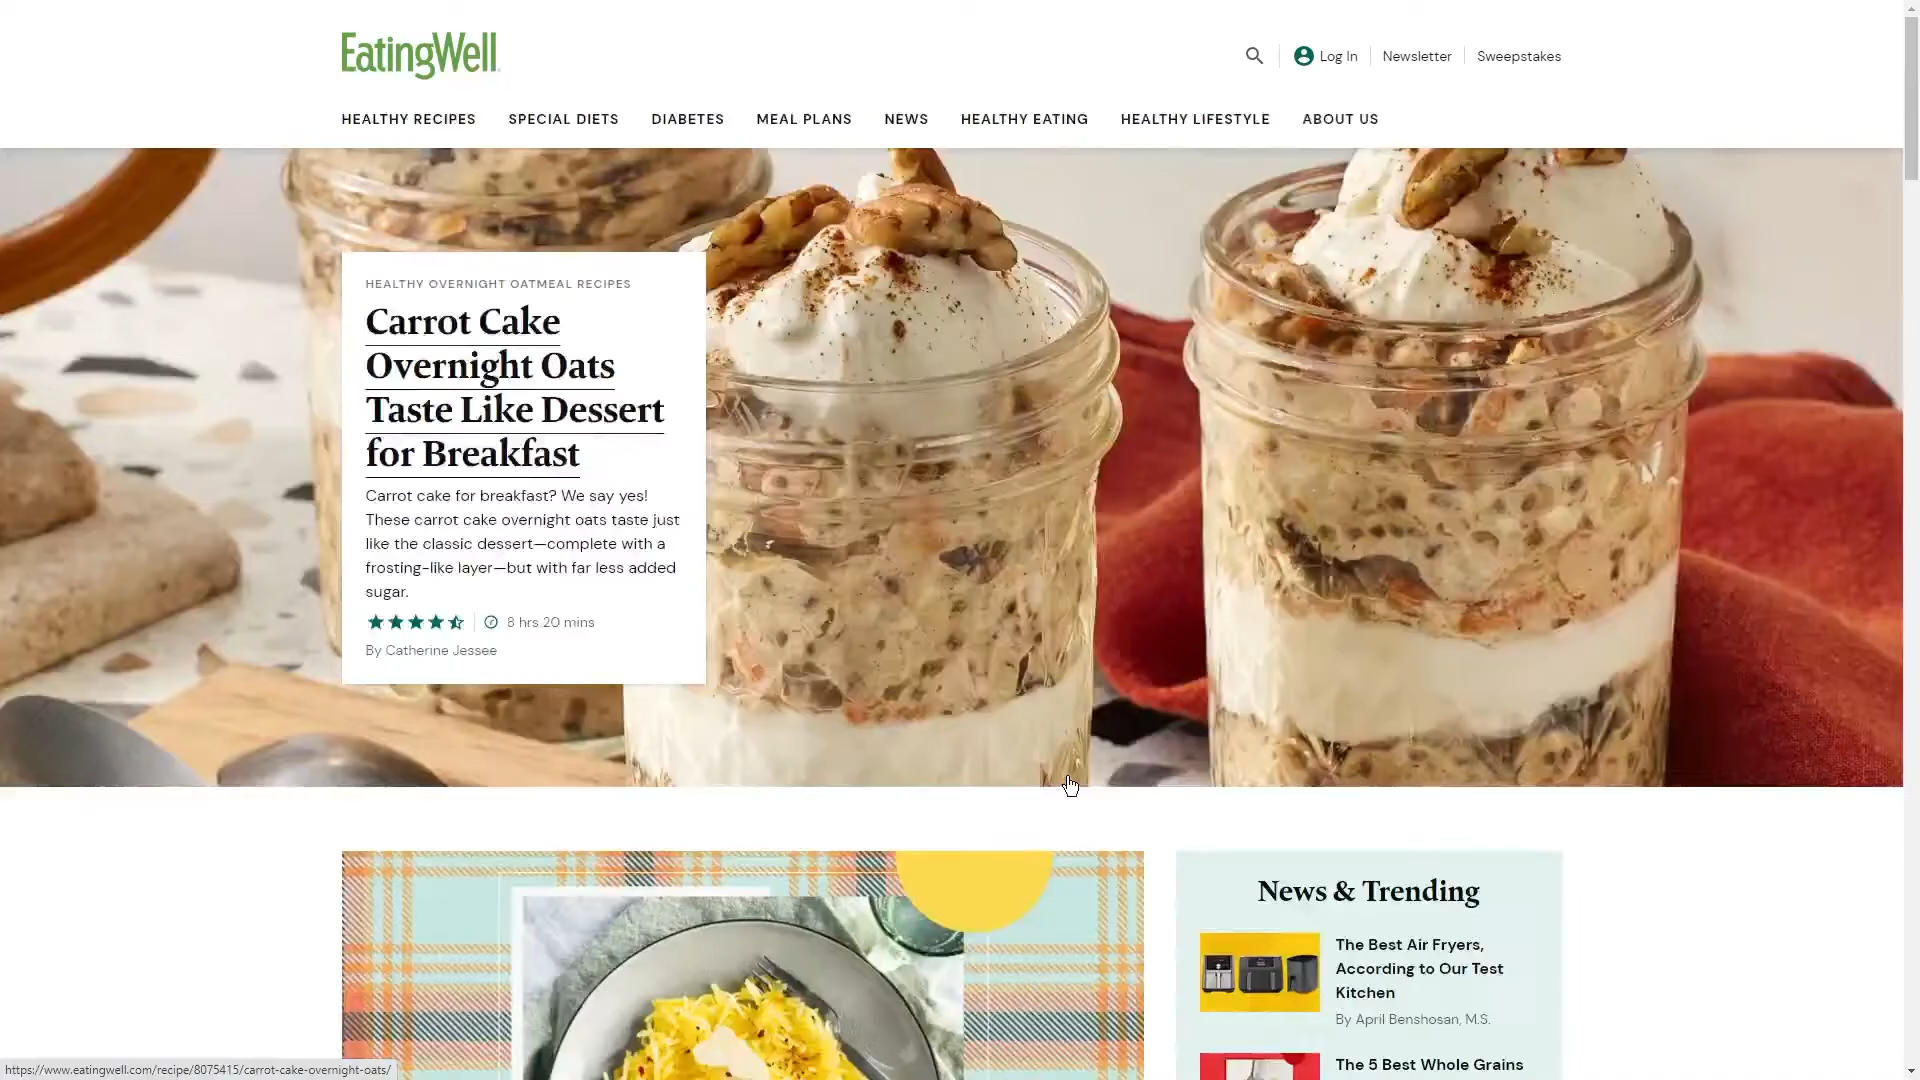 EatingWell
Log In
Newsletter
Sweepstakes
HEALTHY RECIPES
SPECIAL DIETS
DIABETES
MEAL PLANS
NEWS
HEALTHY EATING
HEALTHY LIFESTYLE
ABOUT US
HEALTHY OVERNIGHT OATMEAL RECIPES
Carrot Cake
Overnight Oats
Taste Like Dessert
for Breakfast
Carrot cake for breakfast? We say yes!
These carrot cake overnight oats taste just
like the classic dessert—complete with a
frosting-like layer—but with far less added
sugar.
8 hrs 20 mins
By Catherine Jessee
News & Trending
The Best Air Fryers,
According to Our Test
Kitchen
By April Benshosan, M.S.
The 5 Best Whole Grains
https://www.eatingwell.com/recipe/8075415/carrot-cake-overnight-oats/